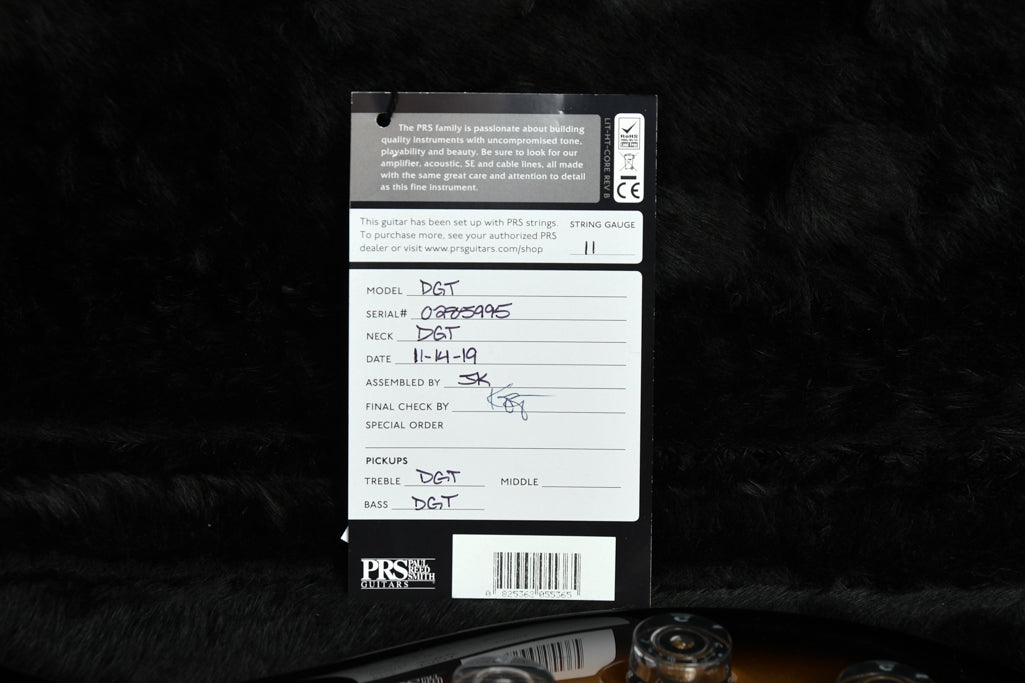 The PRS family is passionate about building
quality instruments with uncompromised tone,
playability and beauty. Be sure to look for our
amplifier, acoustic, SE and cable lines, all made
with the same great care and attention to detail
as this fine instrument.
LIT-HT-CORE REV B
RoHS
CE
This guitar has been set up with PRS strings.
To purchase more, see your authorized PRS
dealer or visit www.prsguitars.com/shop
STRING GAUGE
11
MODEL DGT
SERIAL# 0285995
NECK DGT
DATE 11-14-19
ASSEMBLED BY JK
FINAL CHECK BY
SPECIAL ORDER
PICKUPS
TREBLE DGT MIDDLE
BASS DGT
PRS PAUL REED SMITH
GUITARS
0 825362 055365